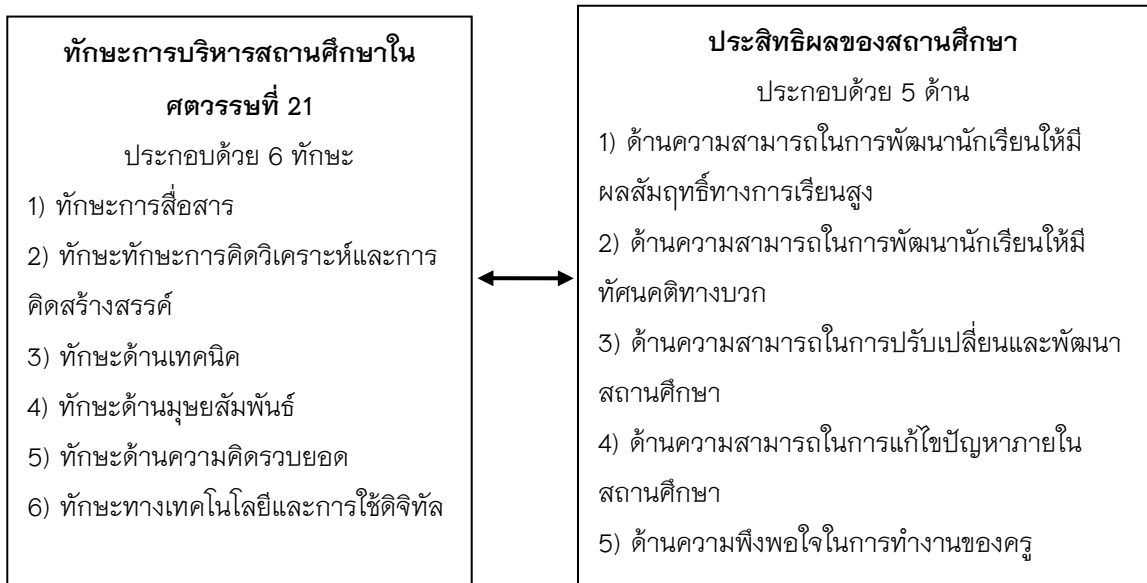 ทักษะการบริหารสถานศึกษาใน
ศตวรรษที่ 21
ประกอบด้วย 6 ทักษะ
1) ทักษะการสื่อสาร
2) ทักษะทักษะการคิดวิเคราะห์และการ
คิดสร้างสรรค์
3) ทักษะด้านเทคนิค
4) ทักษะด้านมุษยสัมพันธ์
5) ทักษะด้านความคิดรวบยอด
6) ทักษะทางเทคโนโลยีและการใช้ดิจิทัล
ประสิทธิผลของสถานศึกษา
ประกอบด้วย 5 ด้าน
1) ด้านความสามารถในการพัฒนานักเรียนให้มี
ผลสัมฤทธิ์ทางการเรียนสูง
2) ด้านความสามารถในการพัฒนานักเรียนให้มี
ทัศนคติทางบวก
3) ด้านความสามารถในการปรับเปลี่ยนและพัฒนา
สถานศึกษา
4) ด้านความสามารถในการแก้ไขปัญหาภายใน
สถานศึกษา
5) ด้านความพึงพอใจในการทำงานของครู